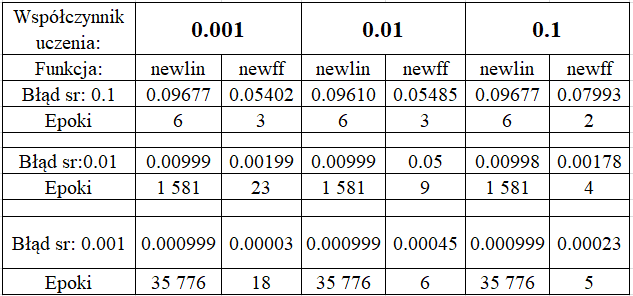 Współczynnik uczenia: 0.001 0.01 0.1
Funkcja: newlin newff newlin newff newlin newff
Błąd sr: 0.1 0.09677 0.05402 0.09610 0.05485 0.09677 0.07993
Epoki 6 3 6 3 6 2
Błąd sr:0.01 0.00999 0.00199 0.00999 0.05 0.00998 0.00178
Epoki 1 581 23 1 581 9 1 581 4
Błąd sr: 0.001 0.000999 0.00003 0.000999 0.00045 0.000999 0.00023
Epoki 35 776 18 35 776 6 35 776 5